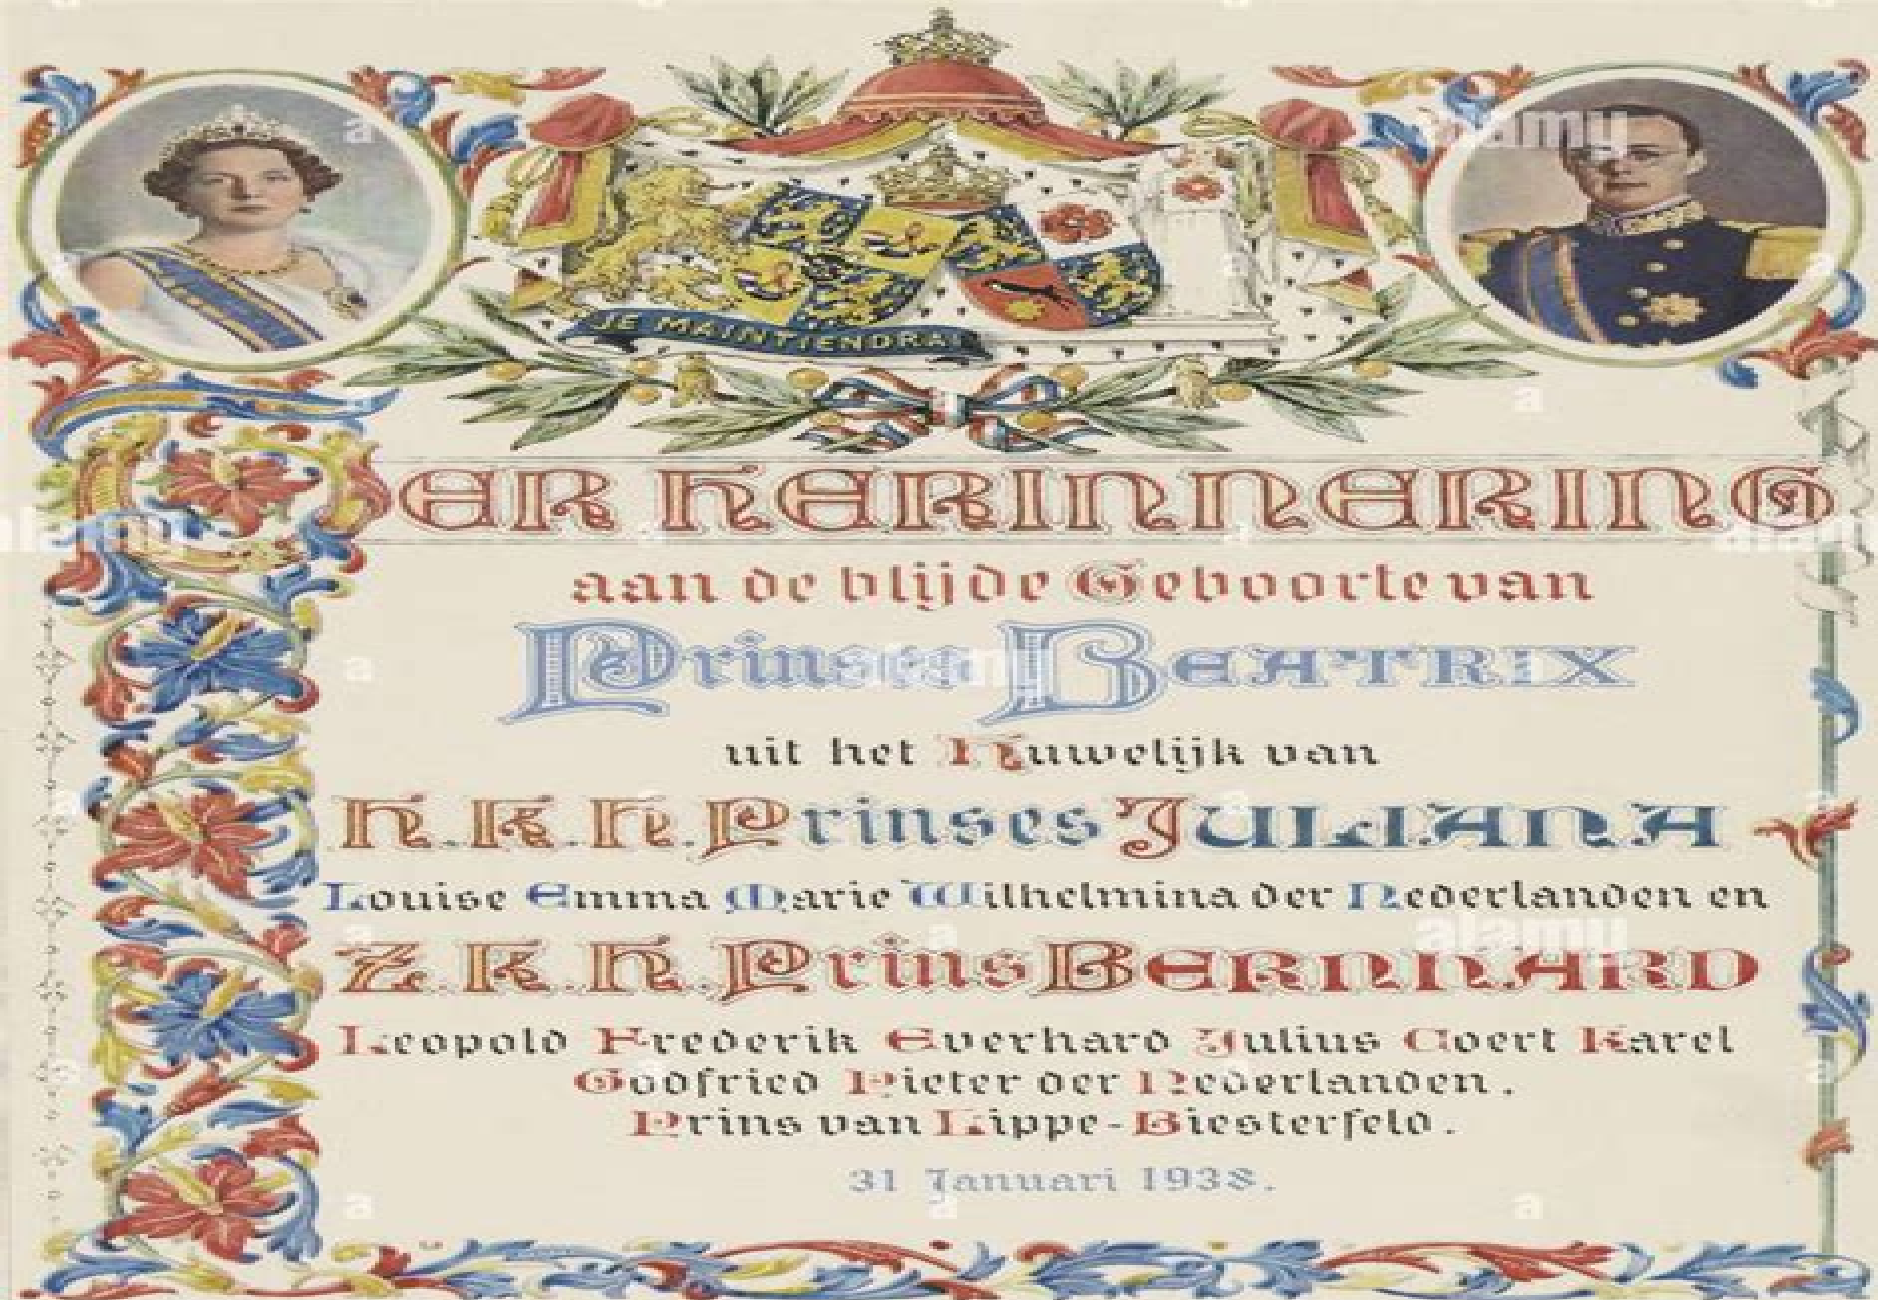 JE MAINTIENDRAI
TER HERINNERING
aan de blijde Geboorte van
Prinses BEATRIX
uit het Huwelijk van
H.K.H. Prinses JULIANA
Louise Emma Marie Wilhelmina der Nederlanden en
Z.K.H. Prins BERNHARD
Leopold Frederik Everhard Julius Coert Karel
Godfried Pieter der Nederlanden.
Prins van Lippe-Biesterfeld.
31 Januari 1938.
alamy